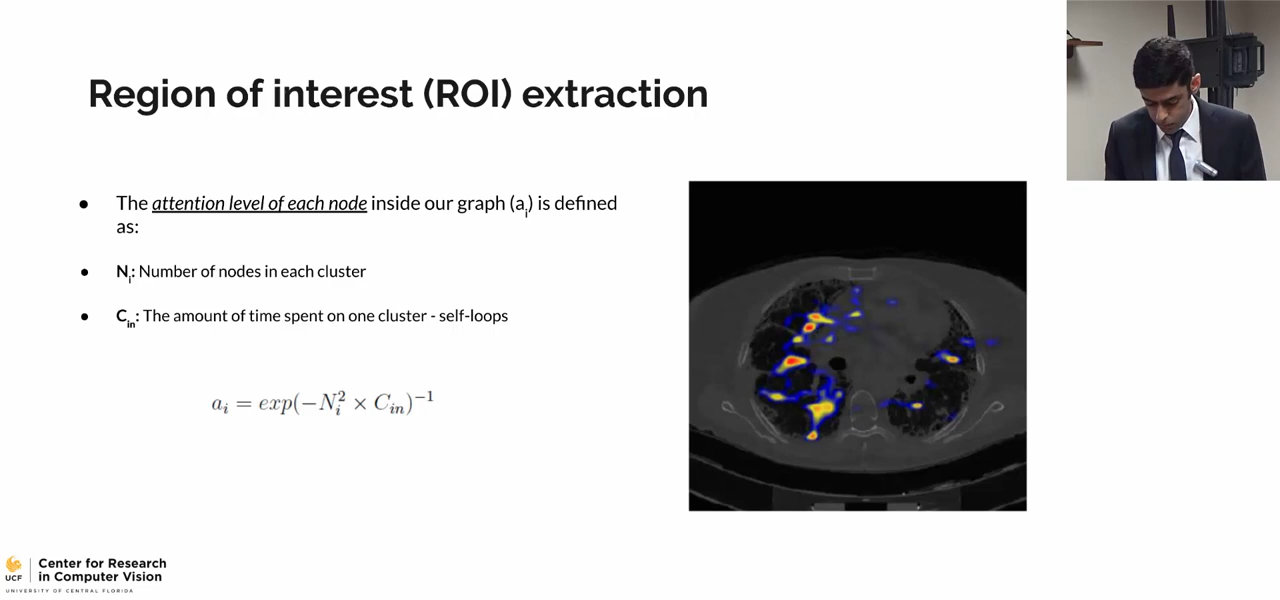 Region of interest (ROI) extraction
● The attention level of each node inside our graph (aᵢ) is defined
as:
● Nᵢ: Number of nodes in each cluster
● Cᵢₙ: The amount of time spent on one cluster - self-loops
aᵢ = exp(−Nᵢ² × Cᵢₙ)⁻¹
UCF
Center for Research
in Computer Vision
UNIVERSITY OF CENTRAL FLORIDA